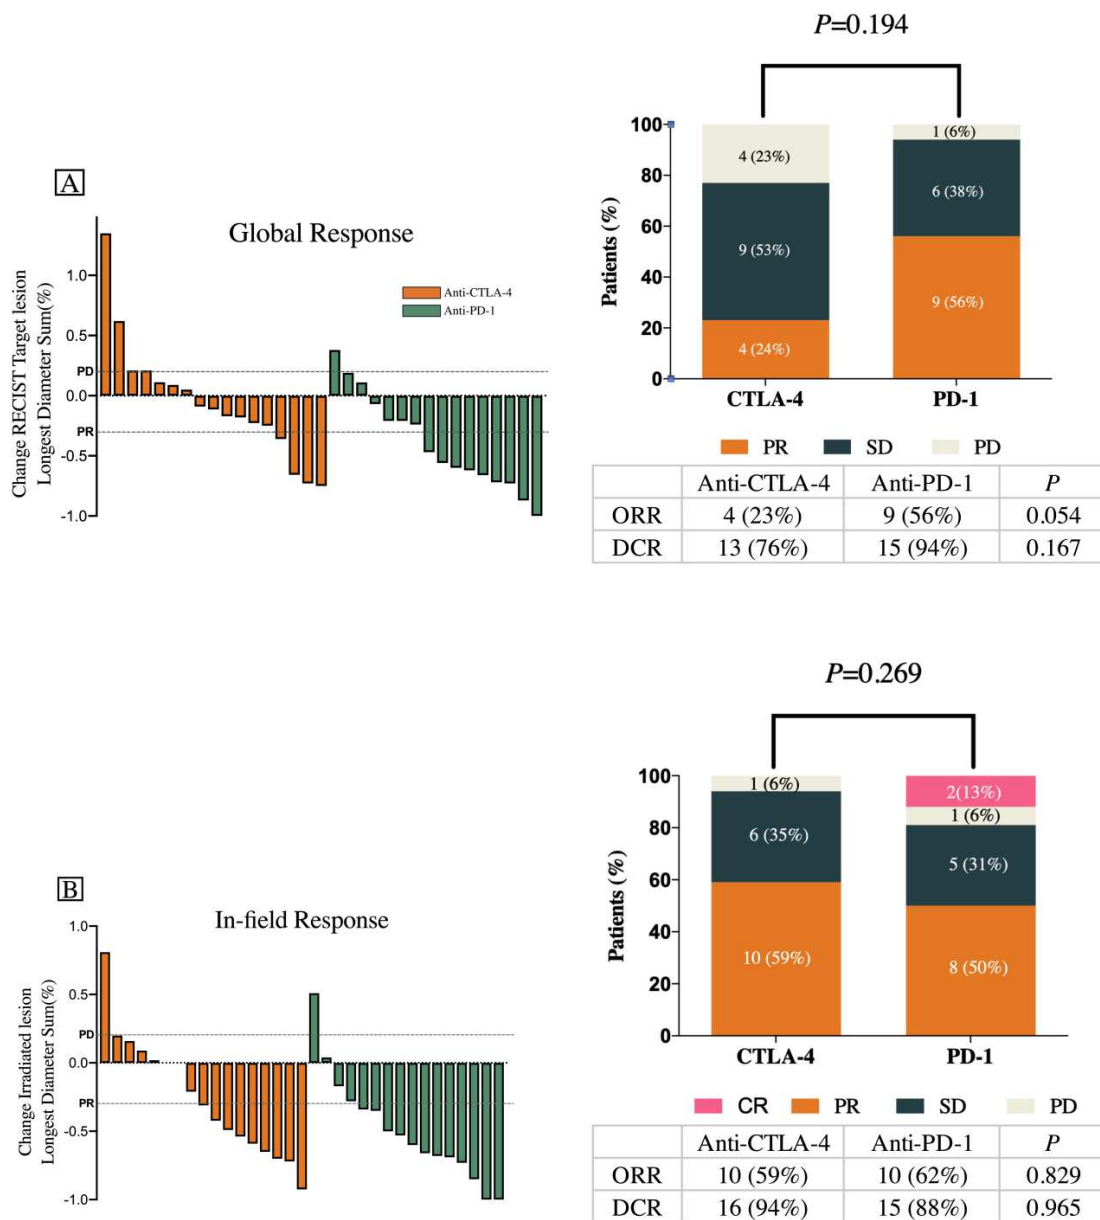 P=0.194
A
Global Response
Change RECIST Target lesion
Longest Diameter Sum(%)
1.0
0.5
PD
0.0
PR
-0.5
-1.0
Anti-CTLA-4
Anti-PD-1
Patients (%)
100
80
60
40
20
0
4 (23%)
9 (53%)
4 (24%)
1 (6%)
6 (38%)
9 (56%)
CTLA-4 PD-1
PR SD PD
Anti-CTLA-4 Anti-PD-1 P
ORR 4 (23%) 9 (56%) 0.054
DCR 13 (76%) 15 (94%) 0.167
P=0.269
B
In-field Response
Change Irradiated lesion
Longest Diameter Sum(%)
1.0
0.5
PD
0.0
PR
-0.5
-1.0
Patients (%)
100
80
60
40
20
0
1 (6%)
6 (35%)
10 (59%)
2(13%)
1 (6%)
5 (31%)
8 (50%)
CTLA-4 PD-1
CR PR SD PD
Anti-CTLA-4 Anti-PD-1 P
ORR 10 (59%) 10 (62%) 0.829
DCR 16 (94%) 15 (88%) 0.965